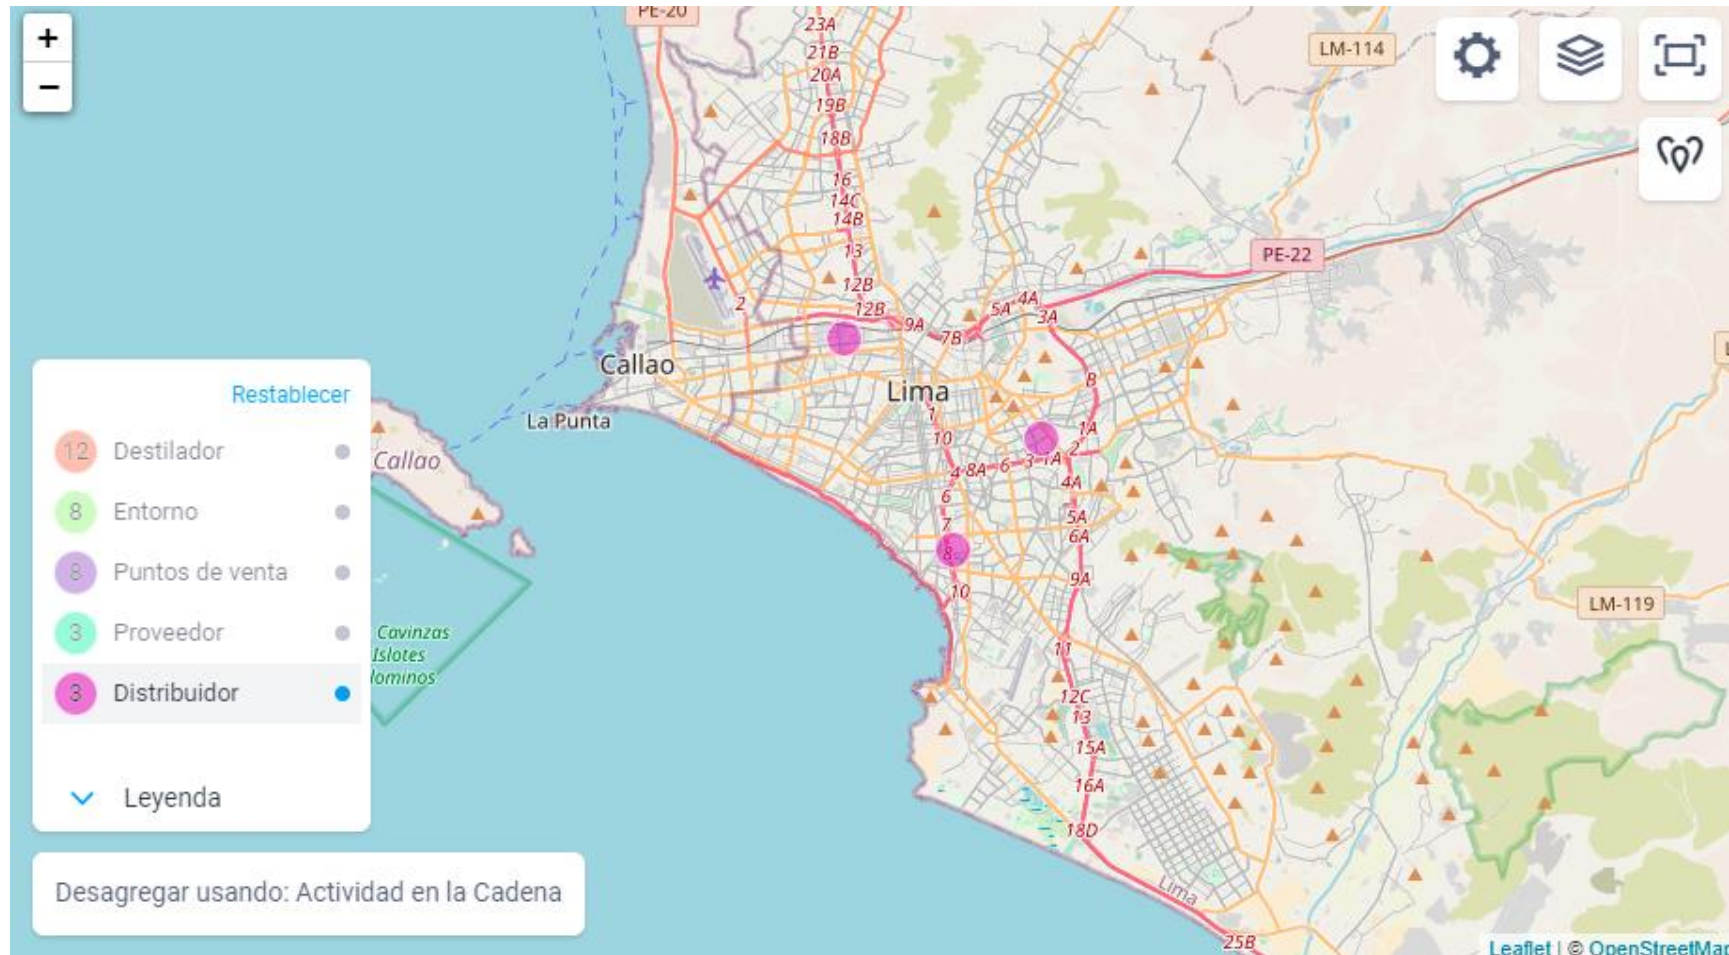 PE-20
+
−
23A
21B
20A
19B
18B
16
14C
14B
13
12B
12B
LM-114
PE-22
2
9A
7B
5A
4A
3A
Callao
Lima
La Punta
Callao
B
1
10
1A
2
4
8A
6
3
1A
4A
6
7
5A
6A
8
10
9A
11
12C
13
15A
16A
18D
25B
Lima
LM-119
Restablecer
12 Destilador
8 Entorno
8 Puntos de venta
3 Proveedor
3 Distribuidor
Cavinzas
Islotes
Leyenda
Desagregar usando: Actividad en la Cadena
Leaflet | © OpenStreetMap